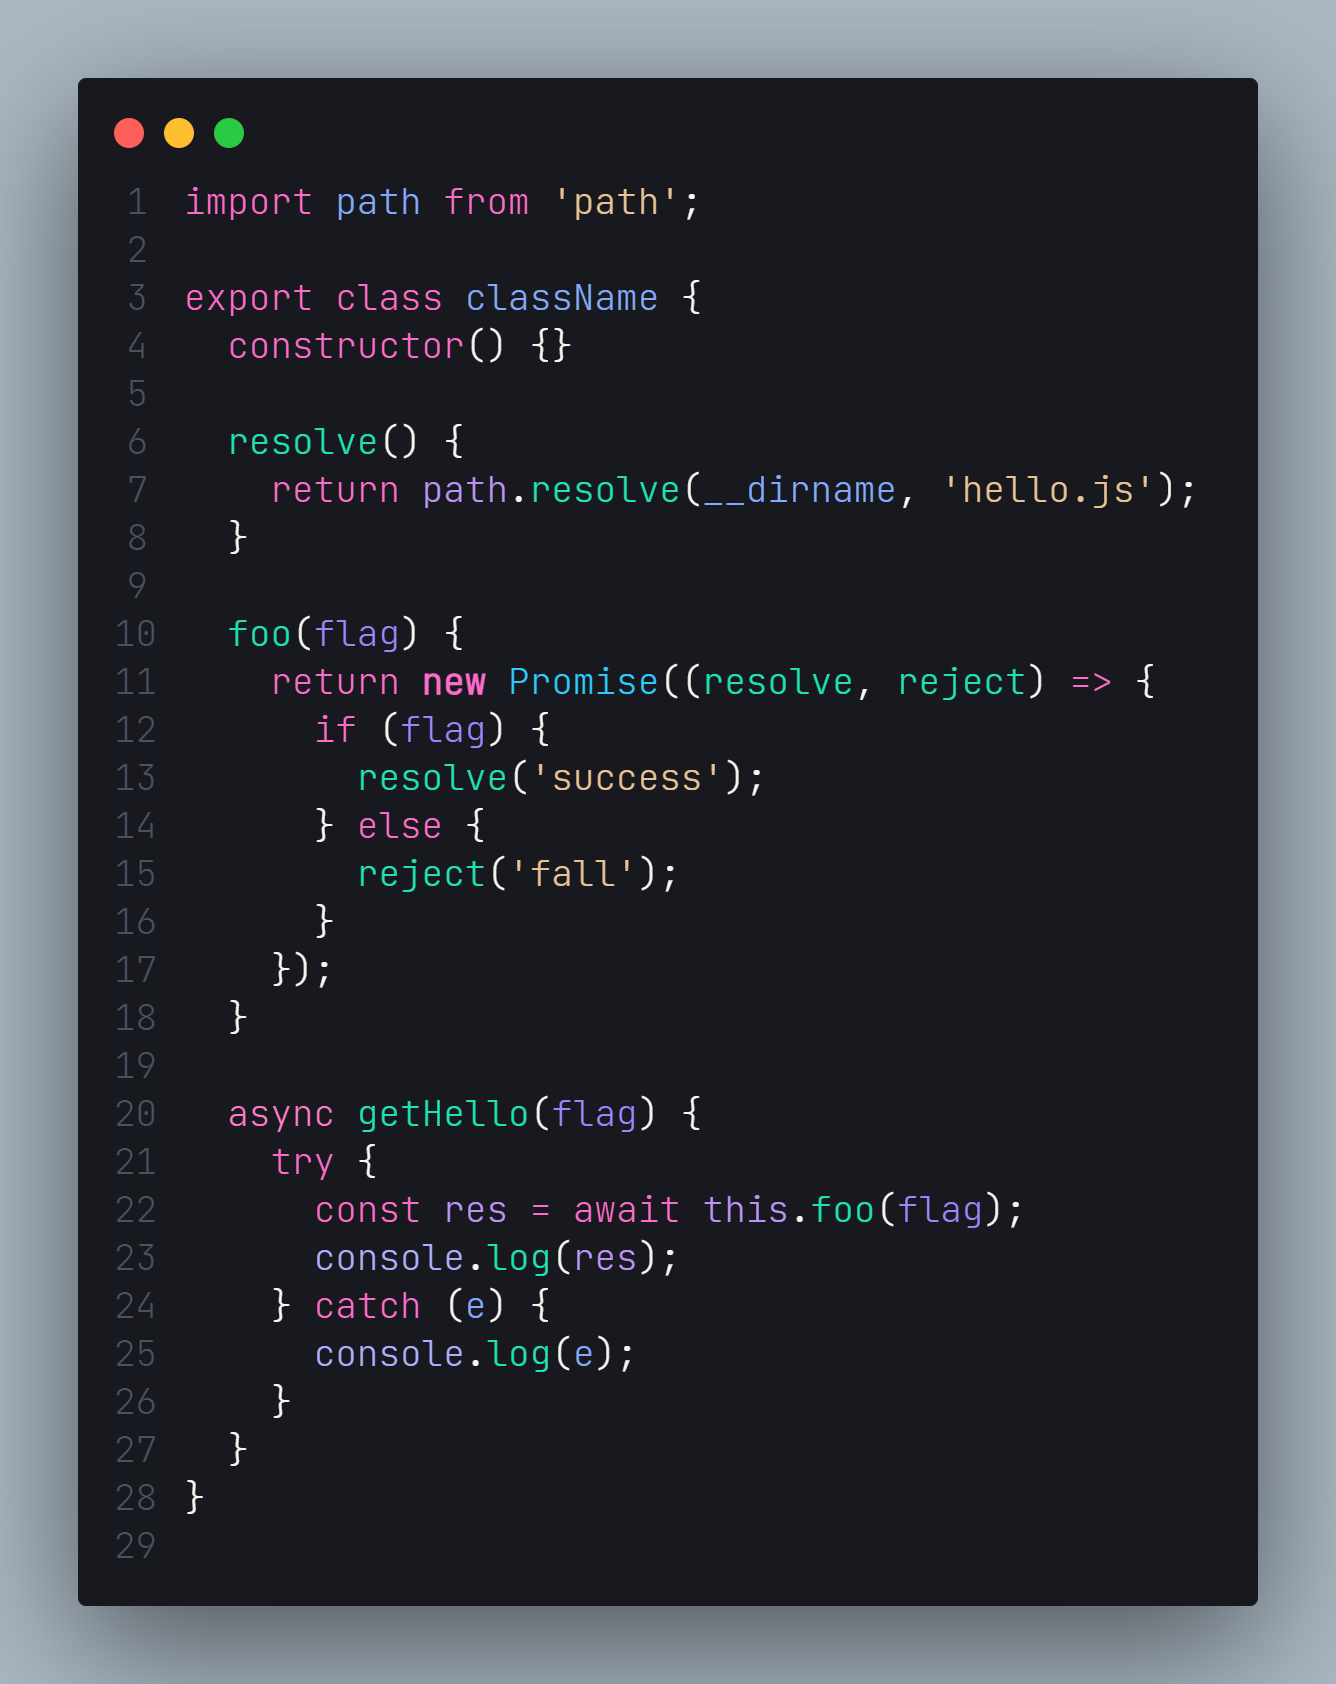 1 import path from 'path';
2
3 export class className {
4   constructor() {}
5
6   resolve() {
7     return path.resolve(__dirname, 'hello.js');
8   }
9
10   foo(flag) {
11     return new Promise((resolve, reject) => {
12       if (flag) {
13         resolve('success');
14       } else {
15         reject('fall');
16       }
17     });
18   }
19
20   async getHello(flag) {
21     try {
22       const res = await this.foo(flag);
23       console.log(res);
24     } catch (e) {
25       console.log(e);
26     }
27   }
28 }
29